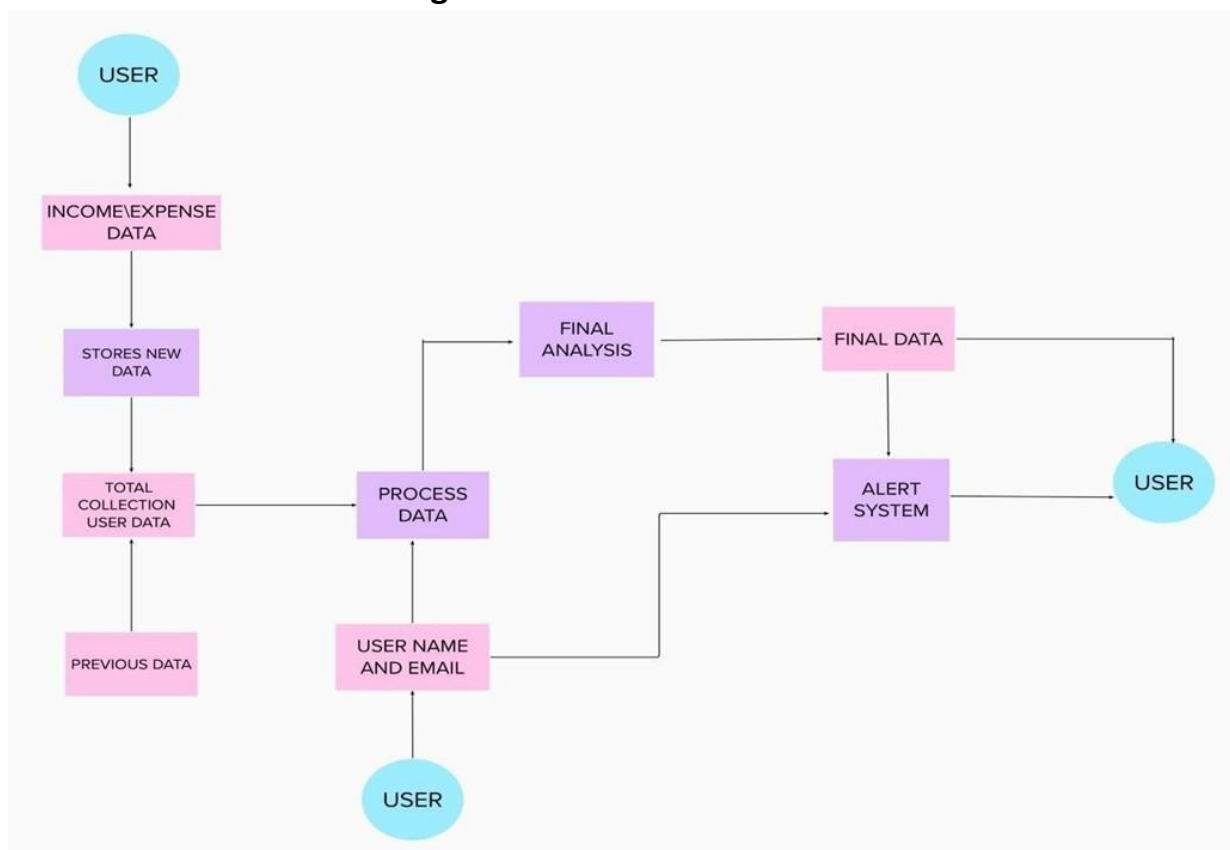 USER
INCOME\EXPENSE
DATA
STORES NEW
DATA
TOTAL
COLLECTION
USER DATA
PREVIOUS DATA
PROCESS
DATA
USER NAME
AND EMAIL
USER
FINAL
ANALYSIS
FINAL DATA
ALERT
SYSTEM
USER